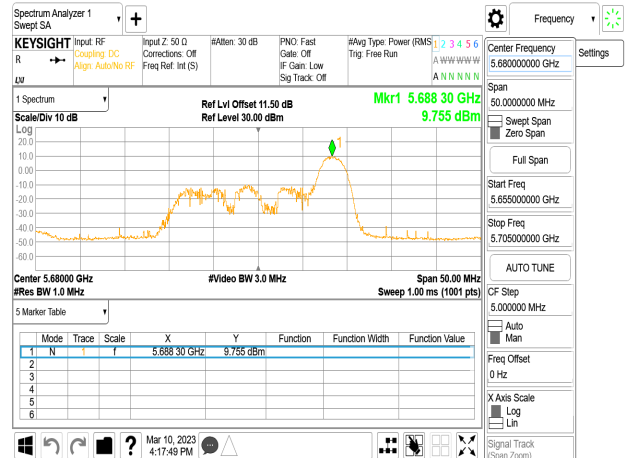 Spectrum Analyzer 1
Swept SA
Frequency
KEYSIGHT
R
Input: RF
Coupling: DC
Align: Auto/No RF
Input Z: 50 Ω
Corrections: Off
Freq Ref: Int (S)
#Atten: 30 dB
PNO: Fast
Gate: Off
IF Gain: Low
Sig Track: Off
#Avg Type: Power (RMS
Trig: Free Run
1 2 3 4 5 6
A W W W W W
A N N N N N
Settings
1 Spectrum
Scale/Div 10 dB
Ref Lvl Offset 11.50 dB
Ref Level 30.00 dBm
Mkr1 5.688 30 GHz
9.755 dBm
Log
20.0
10.0
0.00
-10.0
-20.0
-30.0
-40.0
-50.0
-60.0
1
Center 5.68000 GHz
#Res BW 1.0 MHz
#Video BW 3.0 MHz
Span 50.00 MHz
Sweep 1.00 ms (1001 pts)
5 Marker Table
Mode Trace Scale X Y Function Function Width Function Value
1 N 1 f 5.688 30 GHz 9.755 dBm
2
3
4
5
6
Mar 10, 2023
4:17:49 PM
Center Frequency
5.680000000 GHz
Span
50.0000000 MHz
Swept Span
Zero Span
Full Span
Start Freq
5.655000000 GHz
Stop Freq
5.705000000 GHz
AUTO TUNE
CF Step
5.000000 MHz
Auto
Man
Freq Offset
0 Hz
X Axis Scale
Log
Lin
Signal Track
(Span Zoom)